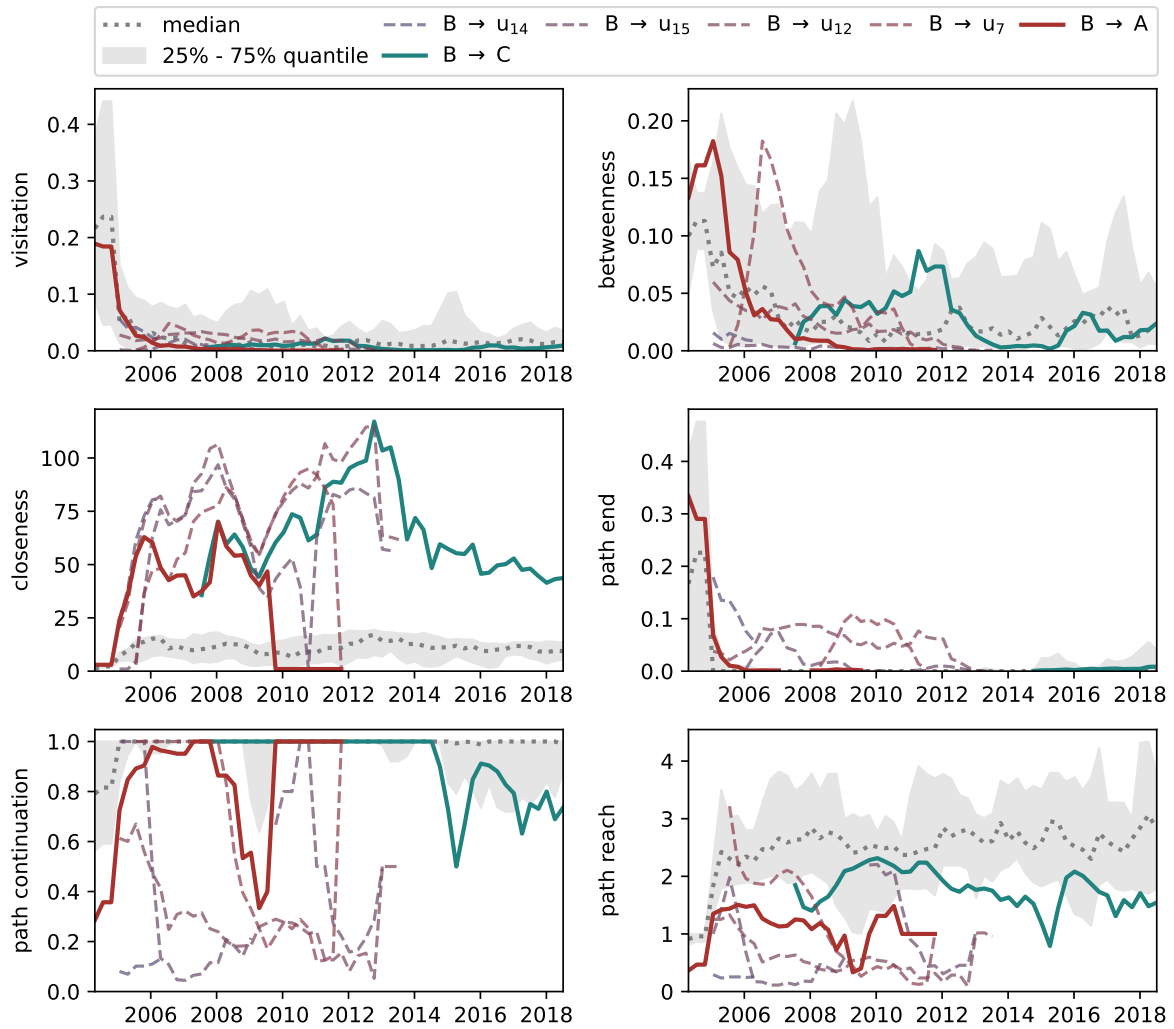 median B → u₁₄ B → u₁₅ B → u₁₂ B → u₇ B → A
25% - 75% quantile B → C
visitation
0.4
0.3
0.2
0.1
0.0
2006 2008 2010 2012 2014 2016 2018
betweenness
0.20
0.15
0.10
0.05
0.00
2006 2008 2010 2012 2014 2016 2018
closeness
100
75
50
25
0
2006 2008 2010 2012 2014 2016 2018
path end
0.4
0.3
0.2
0.1
0.0
2006 2008 2010 2012 2014 2016 2018
path continuation
1.0
0.8
0.6
0.4
0.2
0.0
2006 2008 2010 2012 2014 2016 2018
path reach
4
3
2
1
0
2006 2008 2010 2012 2014 2016 2018